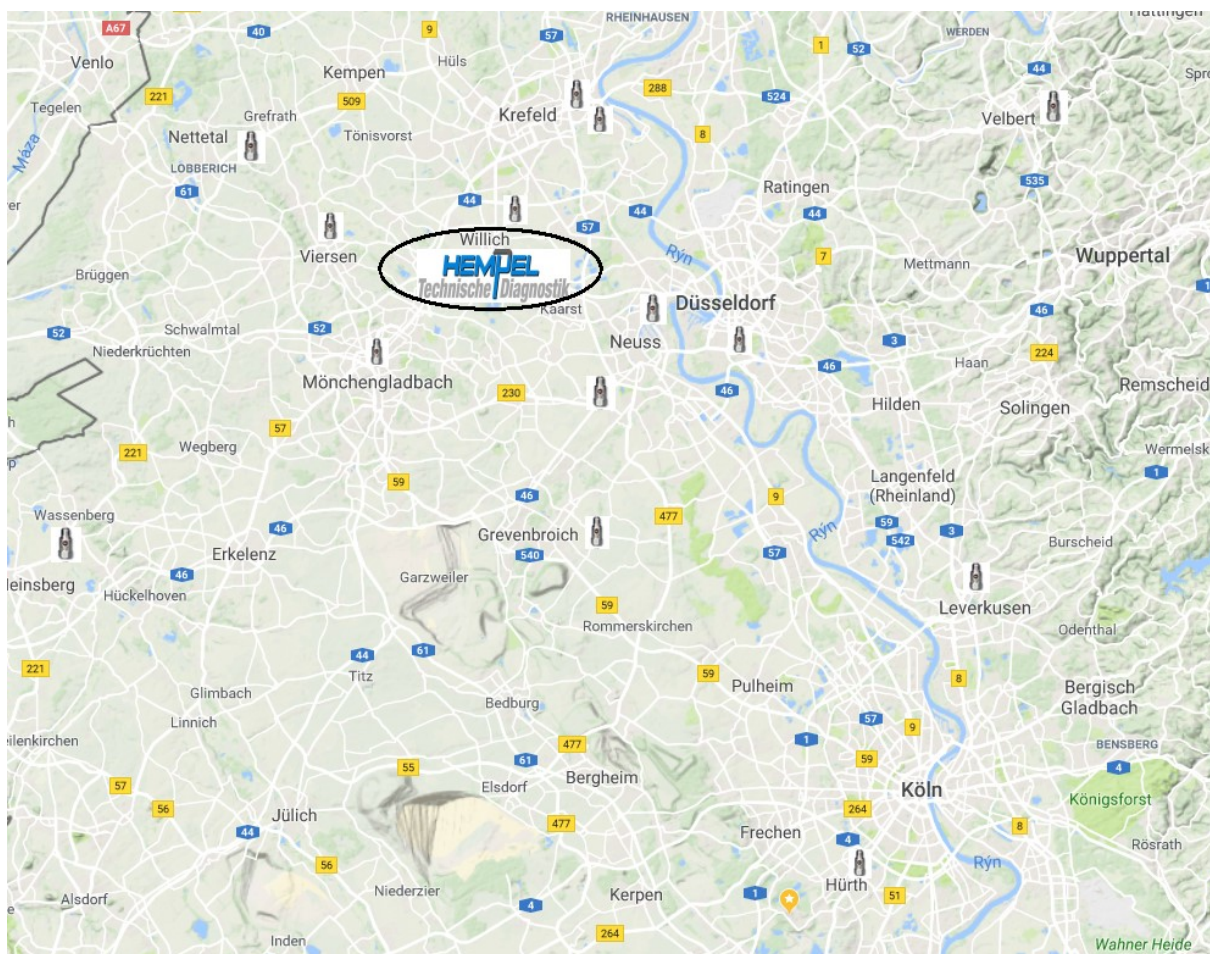 RHEINHAUSEN
Hattingen
A67
40
9
57
WERDEN
Venlo
Hüls
1
52
Kempen
44
221
509
288
524
Tegelen
Grefrath
Krefeld
Velbert
Nettetal
Tönisvorst
8
Maza
LOBBERICH
61
Ratingen
535
44
44
44
57
Willich
Rýn
Viersen
7
Mettmann
Wuppertal
HEMPEL
Technische Diagnostik
Brüggen
Kaarst
Düsseldorf
46
Schwalmtal
52
52
Neuss
3
Niederkrüchten
46
Haan
224
Mönchengladbach
230
46
Remscheid
Hilden
Solingen
57
221
Wegberg
1
59
Langenfeld
(Rheinland)
46
9
477
Wassenberg
59
46
Grevenbroich
Rýn
3
542
Erkelenz
540
57
Burscheid
Garzweiler
46
Hückelhoven
Leverkusen
59
Rommerskirchen
Odenthal
61
44
221
Titz
59
8
Glimbach
Pulheim
Bergisch
Gladbach
Bedburg
Linnich
57
9
1
477
BENSBERG
61
59
55
4
Bergheim
57
Elsdorf
Köln
Königsforst
56
264
Jülich
477
8
44
Frechen
4
Rösrath
56
Rýn
Hürth
Niederzier
Kerpen
1
51
Alsdorf
4
264
Inden
Wahner Heide